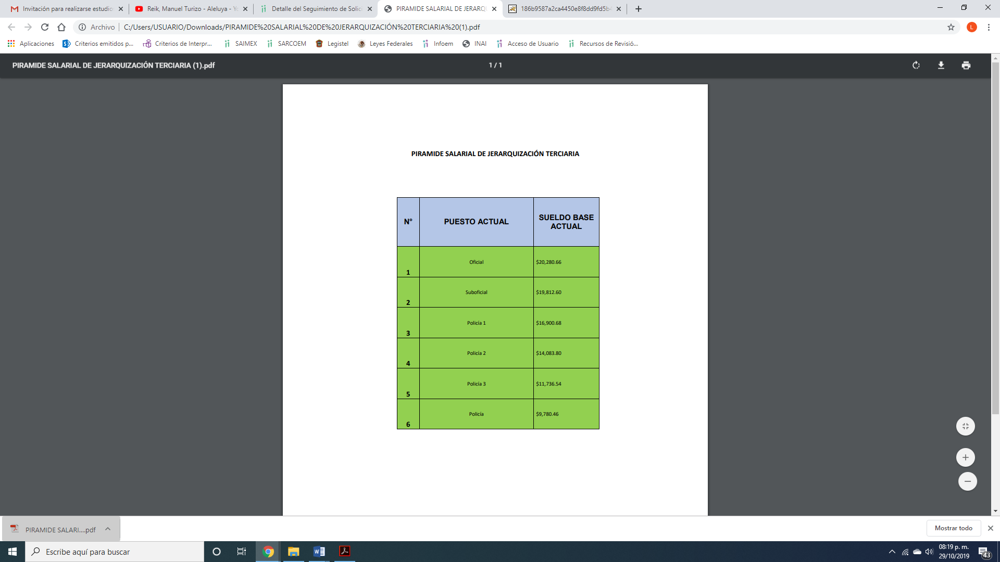 Invitación para realizarse estudio
Reik, Manuel Turizo - Aleluya - Yo
Detalle del Seguimiento de Solici
PIRAMIDE SALARIAL DE JERARQU
186b9587a2ca4450e8f8dd9fd5b4
Archivo
C:/Users/USUARIO/Downloads/PIRAMIDE%20SALARIAL%20DE%20JERARQUIZACIÓN%20TERCIARIA%20(1).pdf
L
Aplicaciones
Criterios emitidos p...
Criterios de Interpr...
SAIMEX
SARCOEM
Legistel
Leyes Federales
Infoem
INAI
Acceso de Usuario
Recursos de Revisió...
PIRAMIDE SALARIAL DE JERARQUIZACIÓN TERCIARIA (1).pdf
1 / 1
PIRAMIDE SALARIAL DE JERARQUIZACIÓN TERCIARIA
N° PUESTO ACTUAL SUELDO BASE
ACTUAL
1 Oficial $20,280.66
2 Suboficial $19,812.60
3 Policía 1 $16,900.68
4 Policía 2 $14,083.80
5 Policía 3 $11,736.54
6 Policía $9,780.46
PIRAMIDE SALARI....pdf
Mostrar todo
Escribe aquí para buscar
08:19 p. m.
29/10/2019
43